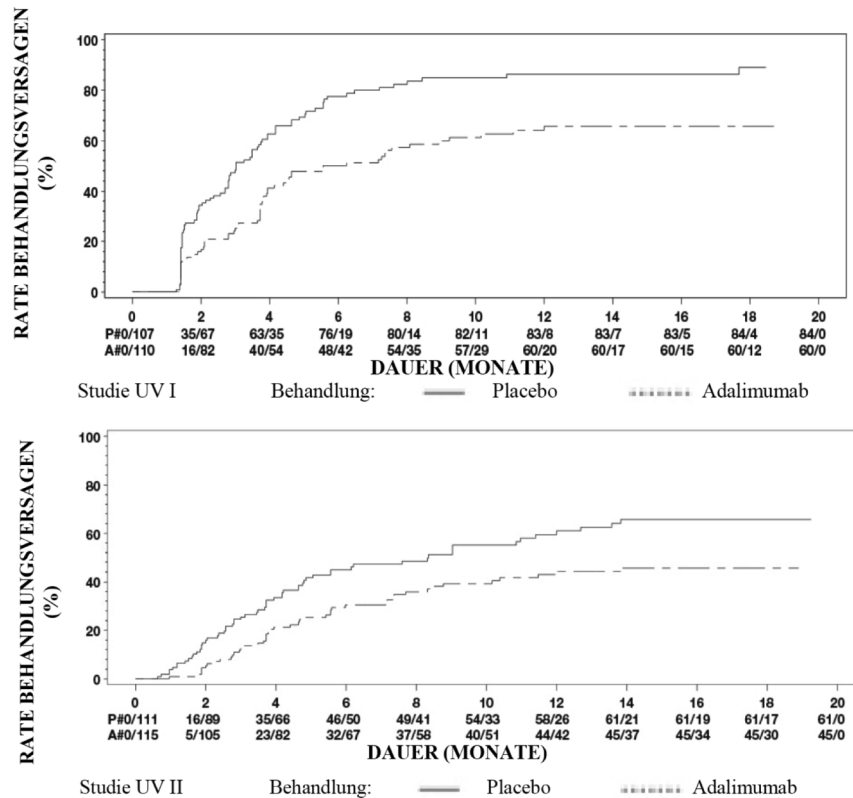 RATE BEHANDLUNGSVERSAGEN
(%)
100
80
60
40
20
0
0 2 4 6 8 10 12 14 16 18 20
P#0/107 35/67 63/35 76/19 80/14 82/11 83/8 83/7 83/5 84/4 84/0
A#0/110 16/82 40/54 48/42 54/35 57/29 60/20 60/17 60/15 60/12 60/0
DAUER (MONATE)
Studie UV I Behandlung: Placebo Adalimumab
RATE BEHANDLUNGSVERSAGEN
(%)
100
80
60
40
20
0
0 2 4 6 8 10 12 14 16 18 20
P#0/111 16/89 35/66 46/50 49/41 54/33 58/26 61/21 61/19 61/17 61/0
A#0/115 5/105 23/82 32/67 37/58 40/51 44/42 45/37 45/34 45/30 45/0
DAUER (MONATE)
Studie UV II Behandlung: Placebo Adalimumab